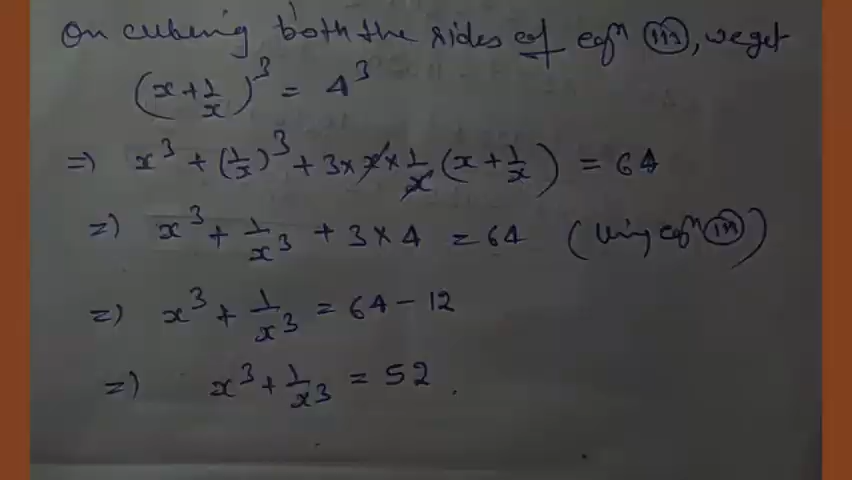 On cubing both the sides of eqⁿ (iii), we get
(x + 1/x)³ = 4³
=> x³ + (1/x)³ + 3 × x × 1/x (x + 1/x) = 64
=> x³ + 1/x³ + 3 × 4 = 64 (Using eqⁿ (iii))
=> x³ + 1/x³ = 64 - 12
=> x³ + 1/x³ = 52.